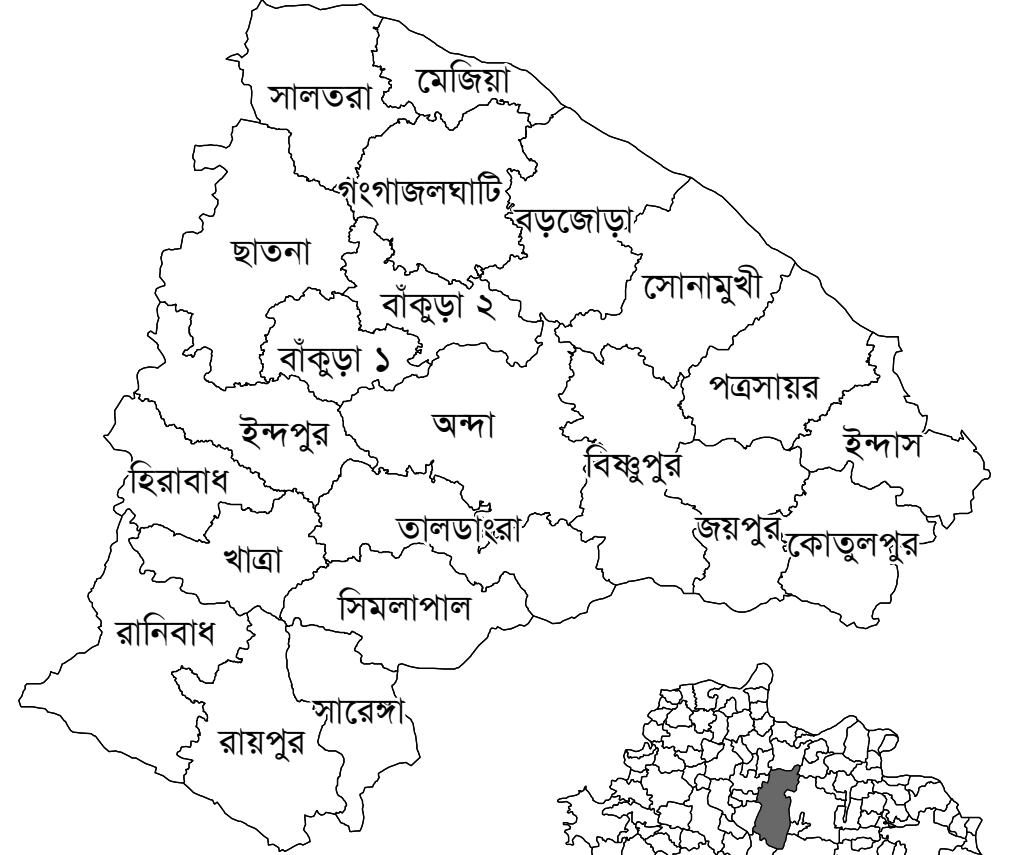 মেজিয়া
সালতরা
গংগাজলঘাটি
বড়জোড়া
ছাতনা
সোনামুখী
বাঁকুড়া ২
বাঁকুড়া ১
পত্রসায়র
অন্দা
ইন্দপুর
ইন্দাস
বিষ্ণুপুর
হিরাবাধ
তালডাংরা
জয়পুর
কোতুলপুর
খাত্রা
সিমলাপাল
রানিবাধ
সারেঙ্গা
রায়পুর